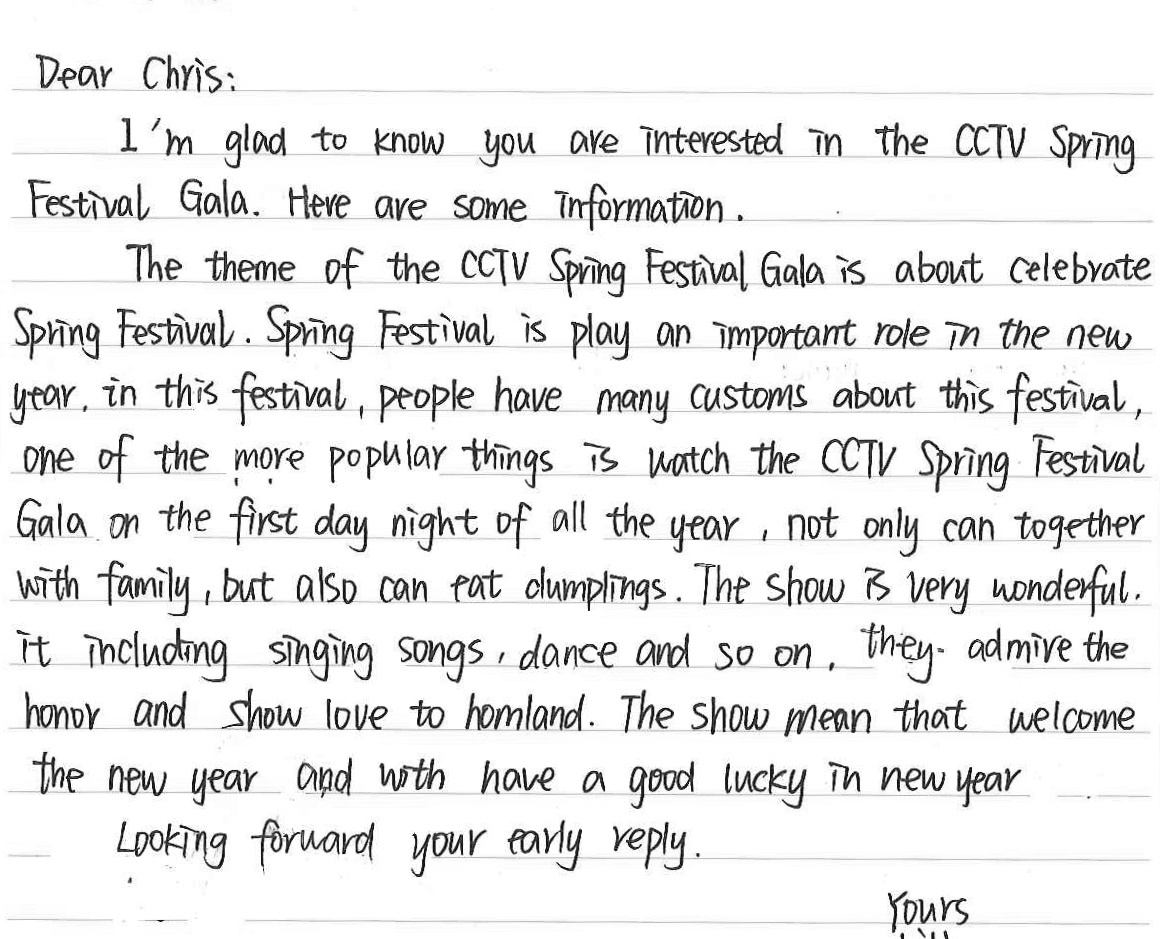 Dear Chris:
I'm glad to know you are interested in the CCTV Spring
Festival Gala. Here are some information.
The theme of the CCTV Spring Festival Gala is about celebrate
Spring Festival. Spring Festival is play an important role in the new
year. in this festival, people have many customs about this festival,
one of the more popular things is watch the CCTV Spring Festival
Gala on the first day night of all the year, not only can together
with family, but also can eat dumplings. The show is very wonderful.
it including singing songs, dance and so on, they admire the
honor and show love to homland. The show mean that welcome
the new year and with have a good lucky in new year
Looking forward your early reply.
Yours